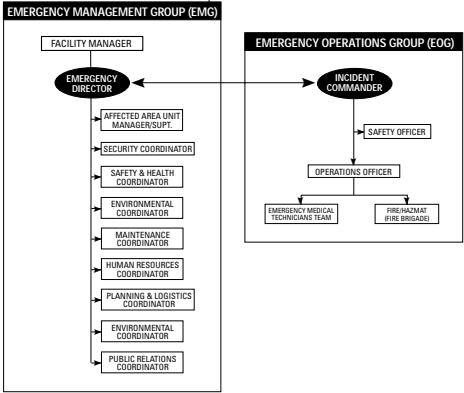 EMERGENCY MANAGEMENT GROUP (EMG)
FACILITY MANAGER
EMERGENCY
DIRECTOR
AFFECTED AREA UNIT
MANAGER/SUPT.
SECURITY COORDINATOR
SAFETY & HEALTH
COORDINATOR
ENVIRONMENTAL
COORDINATOR
MAINTENANCE
COORDINATOR
HUMAN RESOURCES
COORDINATOR
PLANNING & LOGISTICS
COORDINATOR
ENVIRONMENTAL
COORDINATOR
PUBLIC RELATIONS
COORDINATOR
EMERGENCY OPERATIONS GROUP (EOG)
INCIDENT
COMMANDER
SAFETY OFFICER
OPERATIONS OFFICER
EMERGENCY MEDICAL
TECHNICIANS TEAM
FIRE/HAZMAT
(FIRE BRIGADE)